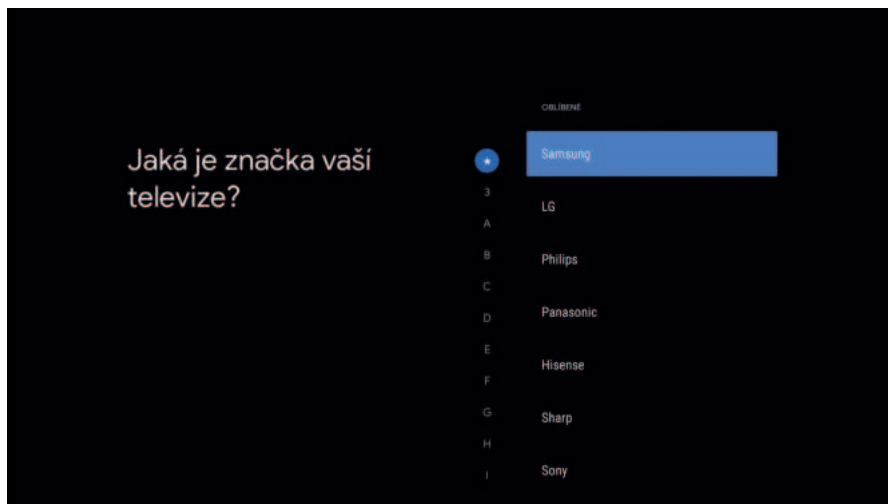 Jaká je značka vaší
televize?
★
3
A
B
C
D
E
F
G
H
I
OBLÍBENÉ
Samsung
LG
Philips
Panasonic
Hisense
Sharp
Sony